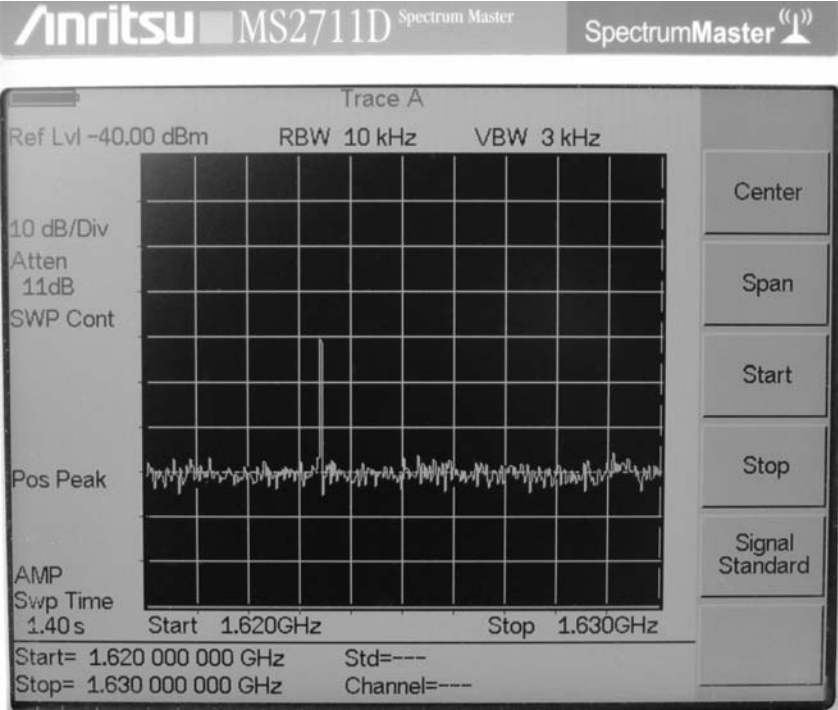 Anritsu MS2711D Spectrum Master
SpectrumMaster
Trace A
Ref Lvl -40.00 dBm RBW 10 kHz VBW 3 kHz
10 dB/Div
Atten
11dB
SWP Cont
Pos Peak
AMP
Swp Time
1.40 s
Start 1.620GHz Stop 1.630GHz
Start= 1.620 000 000 GHz Std=---
Stop= 1.630 000 000 GHz Channel=---
Center
Span
Start
Stop
Signal
Standard